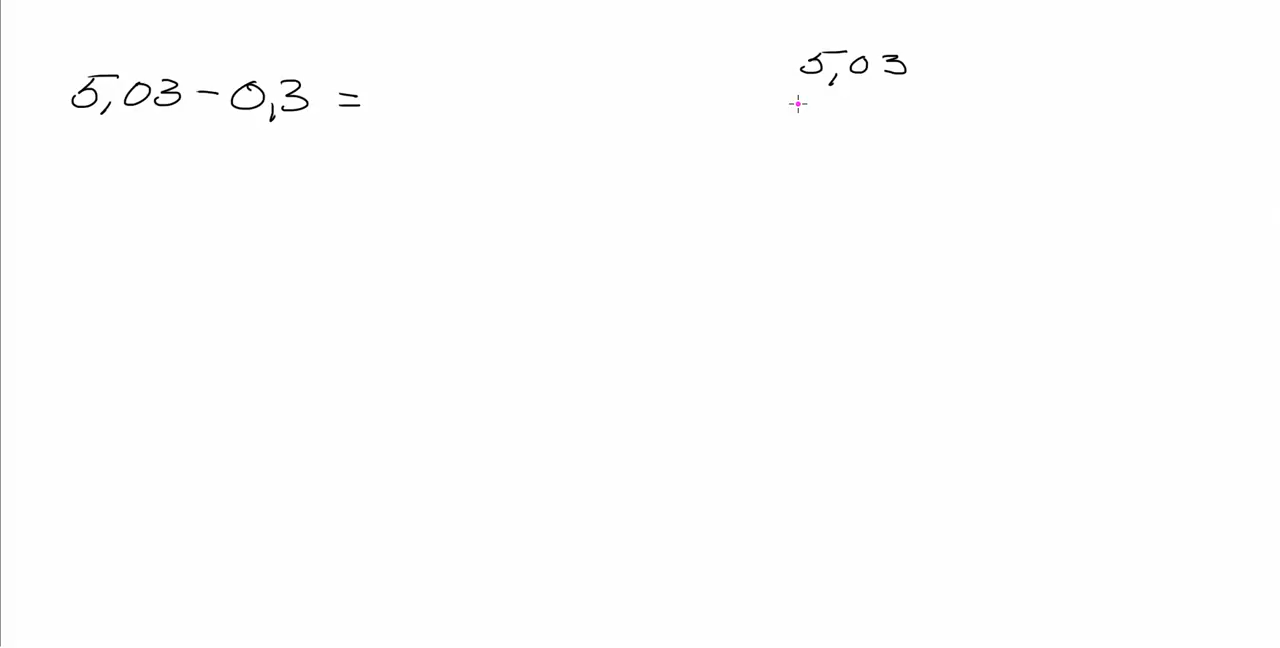 5,03 - 0,3 =
5,03